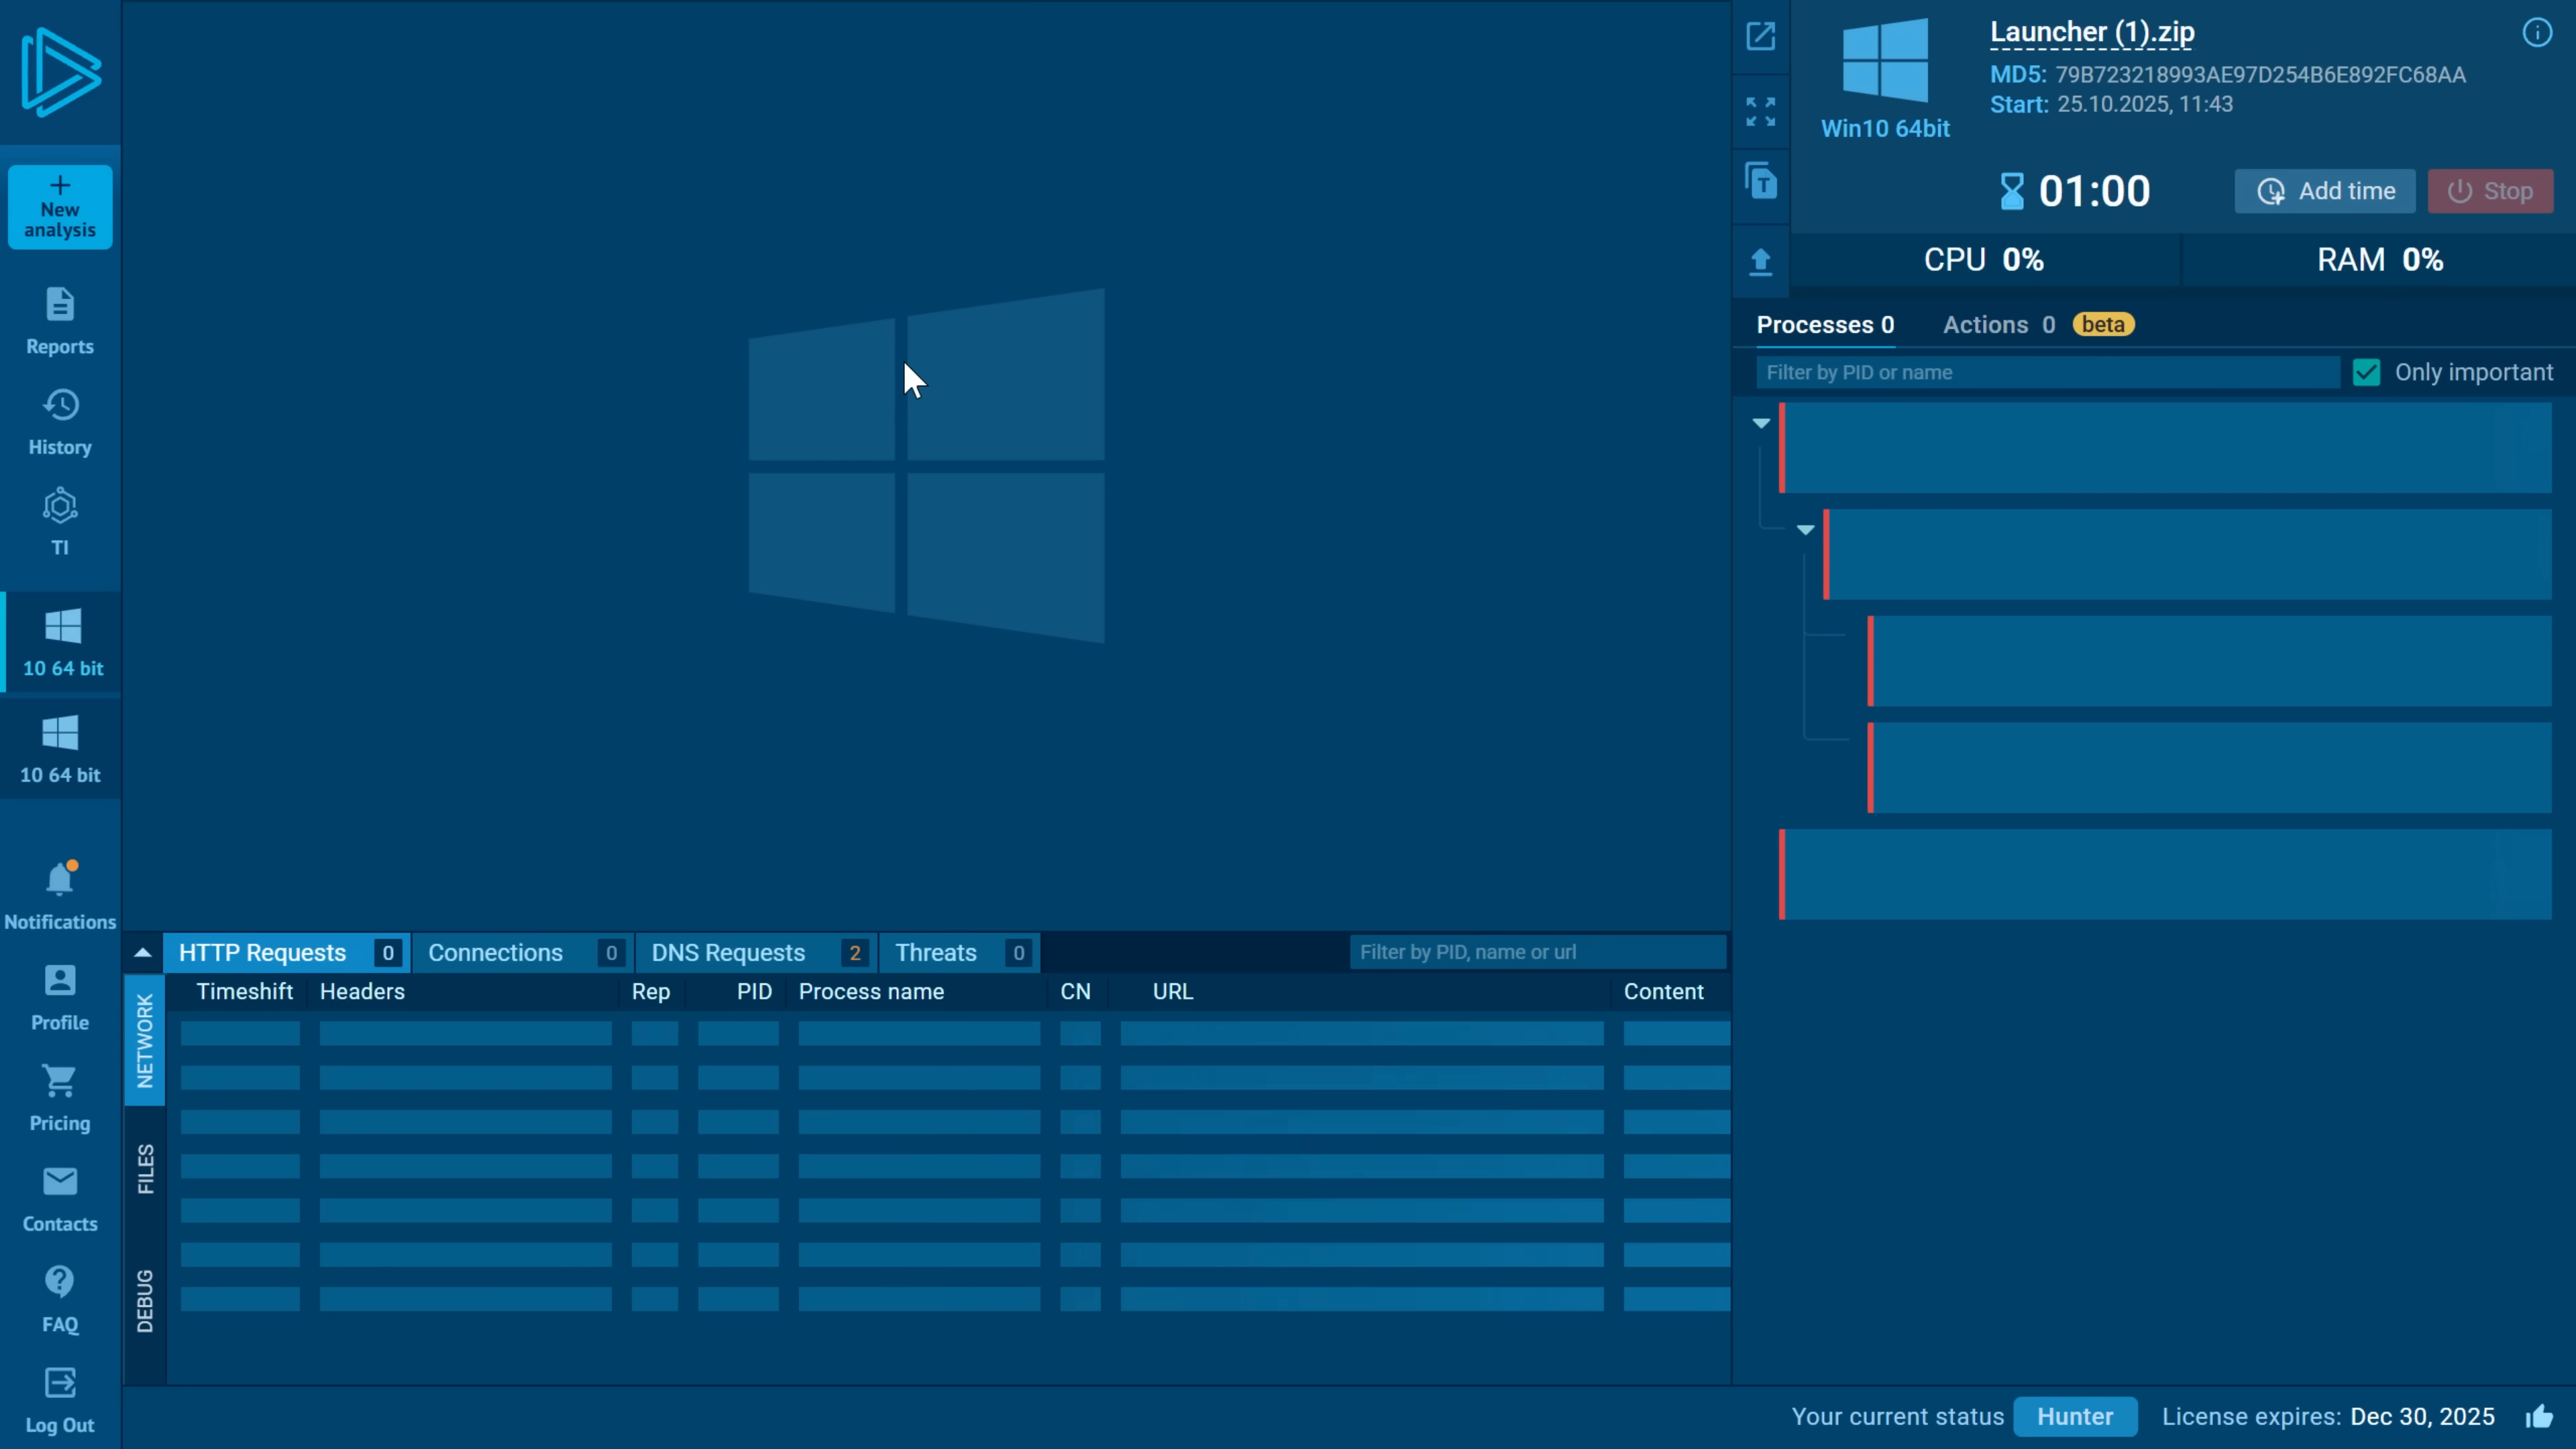 New
analysis
Reports
History
TI
10 64 bit
10 64 bit
Notifications
Profile
Pricing
Contacts
FAQ
Log Out
Launcher (1).zip
MD5: 79B723218993AE97D254B6E892FC68AA
Start: 25.10.2025, 11:43
Win10 64bit
01:00
Add time
Stop
CPU 0%
RAM 0%
Processes 0
Actions 0
beta
Filter by PID or name
Only important
HTTP Requests 0
Connections 0
DNS Requests 2
Threats 0
Filter by PID, name or url
NETWORK
FILES
DEBUG
Timeshift
Headers
Rep
PID
Process name
CN
URL
Content
Your current status
Hunter
License expires: Dec 30, 2025